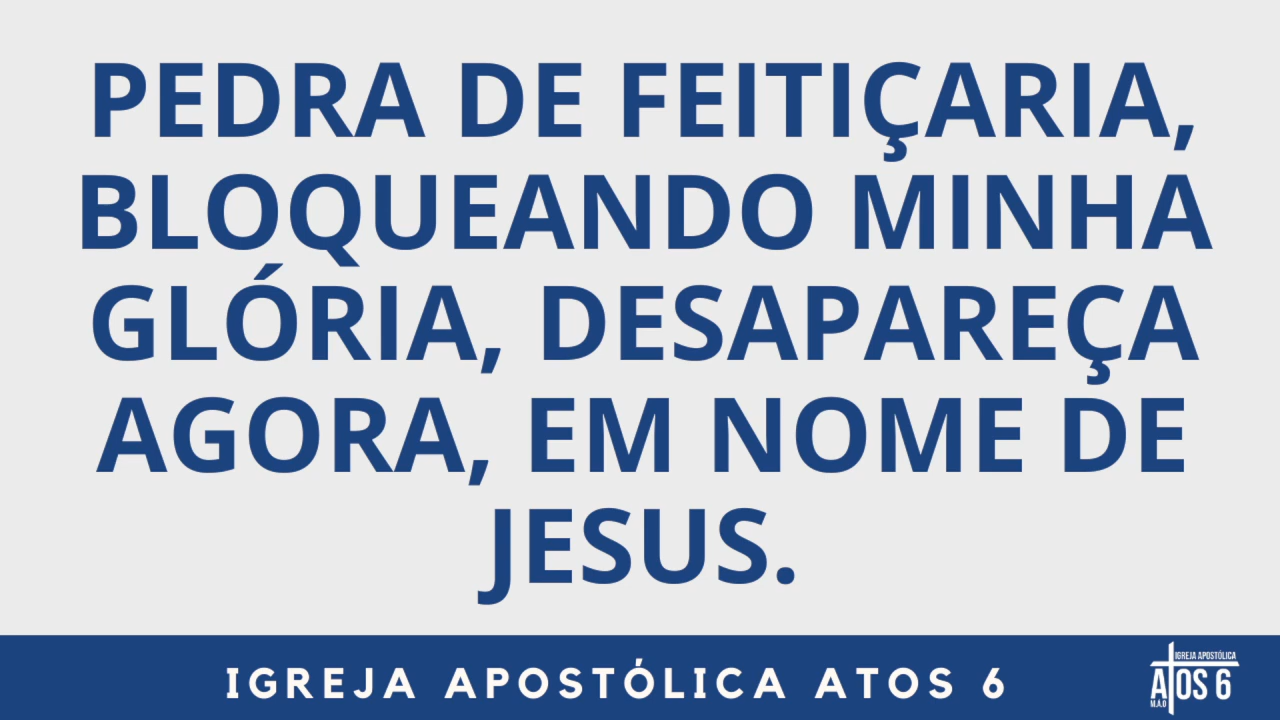 PEDRA DE FEITIÇARIA,
BLOQUEANDO MINHA
GLÓRIA, DESAPAREÇA
AGORA, EM NOME DE
JESUS.
IGREJA APOSTÓLICA ATOS 6
IGREJA APOSTÓLICA
ATOS 6
M.A.D